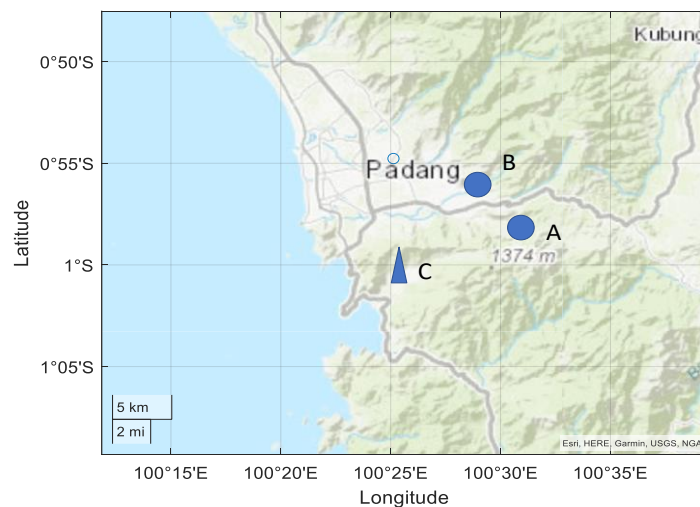 Kubung
0°50'S
0°55'S
Padang
B
A
1374 m
1°S
C
1°05'S
Latitude
5 km
2 mi
Esri, HERE, Garmin, USGS, NGA
100°15'E
100°20'E
100°25'E
100°30'E
100°35'E
Longitude